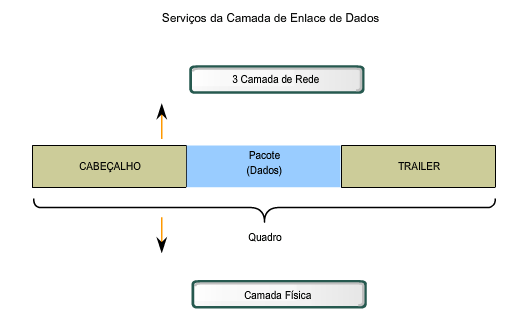 Serviços da Camada de Enlace de Dados
3 Camada de Rede
CABEÇALHO
Pacote
(Dados)
TRAILER
Quadro
Camada Física